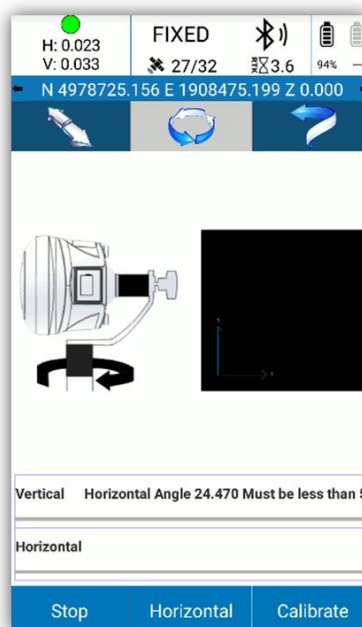 H: 0.023
V: 0.033
FIXED
27/32
3.6
94%
N 4978725.156 E 1908475.199 Z 0.000
Vertical Horizontal Angle 24.470 Must be less than
Horizontal
Stop Horizontal Calibrate